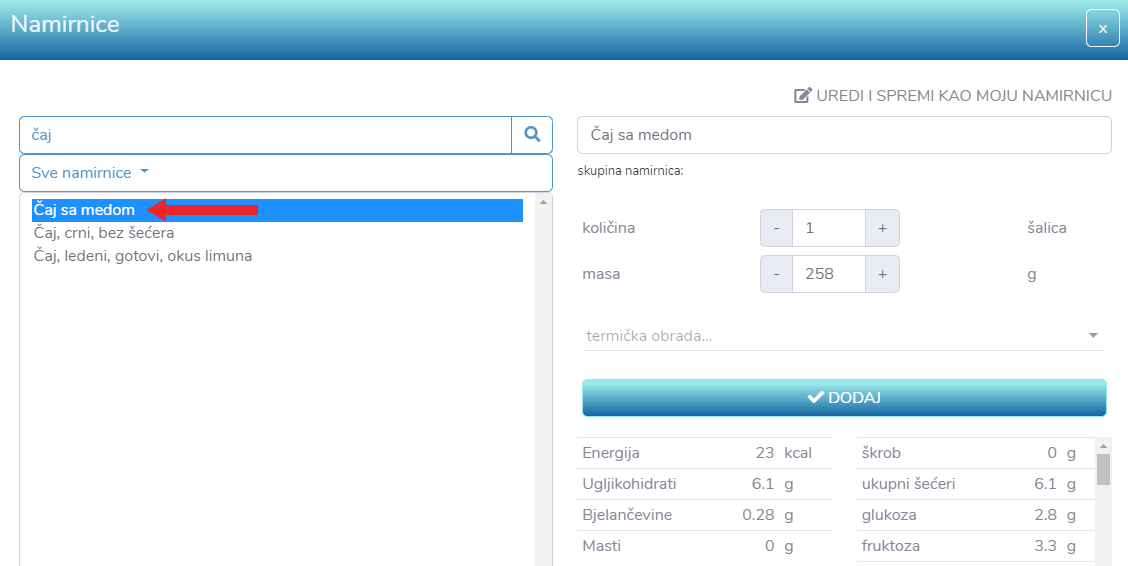 Namirnice
x
UREDI I SPREMI KAO MOJU NAMIRNICU
čaj
Sve namirnice
Čaj sa medom
Čaj, crni, bez šećera
Čaj, ledeni, gotovi, okus limuna
Čaj sa medom
skupina namirnica:
količina - 1 + šalica
masa - 258 + g
termička obrada...
DODAJ
Energija 23 kcal
Ugljikohidrati 6.1 g
Bjelančevine 0.28 g
Masti 0 g
škrob 0 g
ukupni šećeri 6.1 g
glukoza 2.8 g
fruktoza 3.3 g